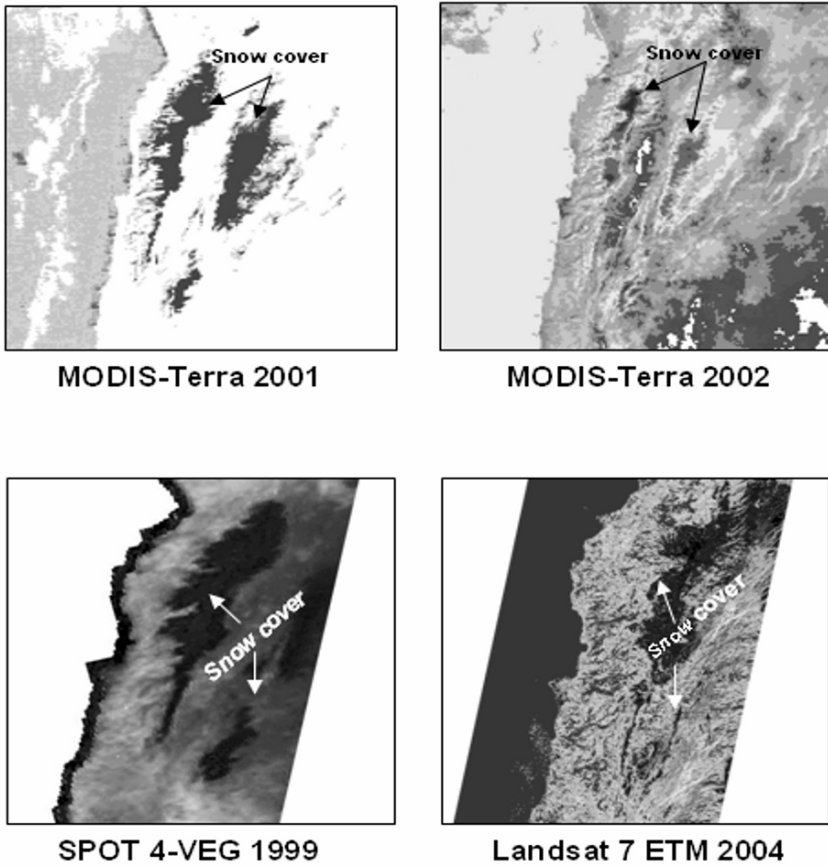 Snow cover
Snow cover
MODIS-Terra 2001
MODIS-Terra 2002
Snow cover
Snow cover
SPOT 4-VEG 1999
Landsat 7 ETM 2004